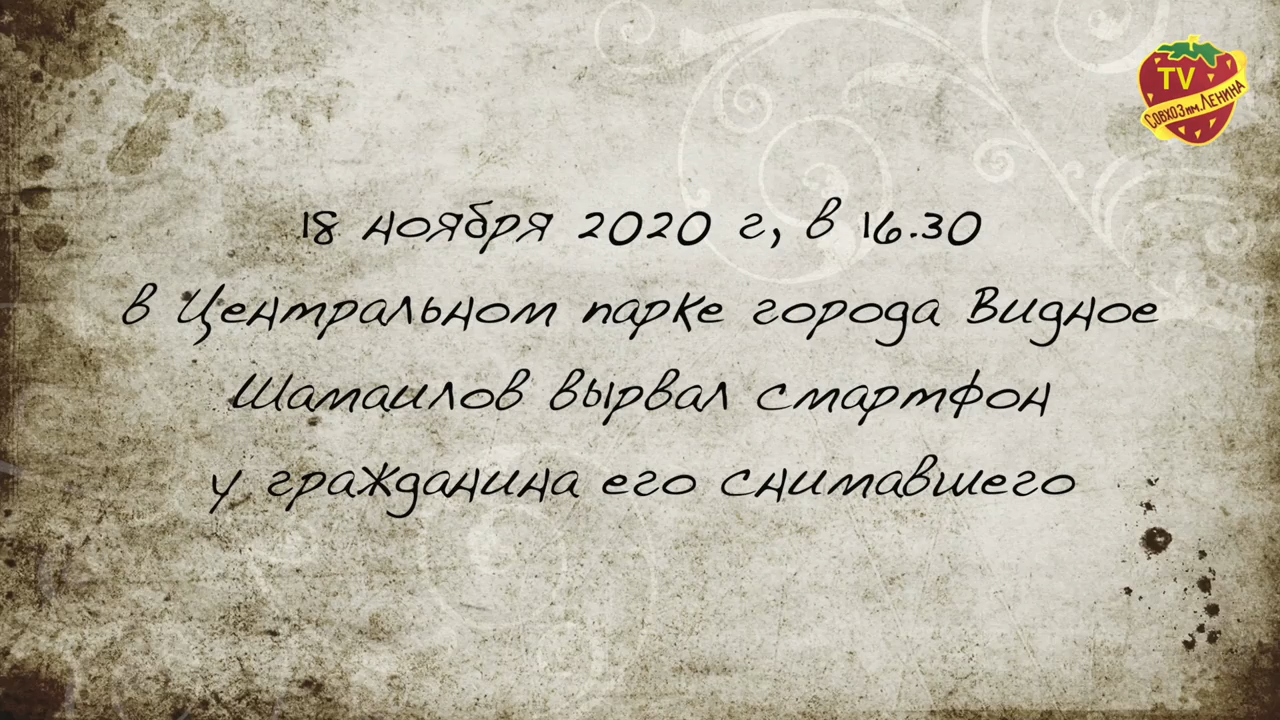 TV
СОВХОЗ им. ЛЕНИНА
18 ноября 2020 г, в 16.30
в Центральном парке города Видное
Шамаилов вырвал смартфон
у гражданина его снимавшего